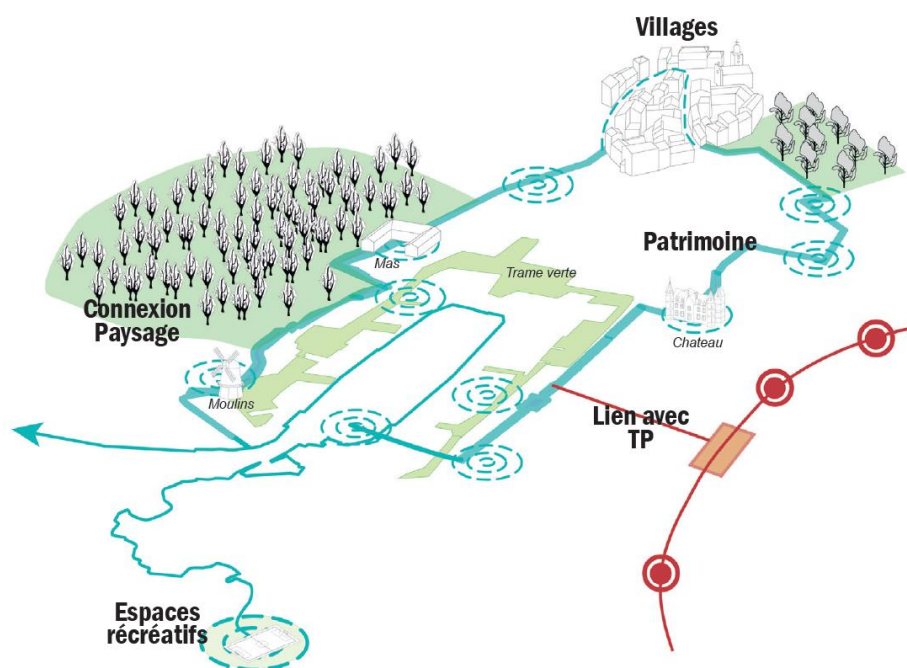 Villages
Patrimoine
Mas
Trame verte
Connexion
Paysage
Chateau
Moulins
Lien avec
TP
Espaces
récréatifs